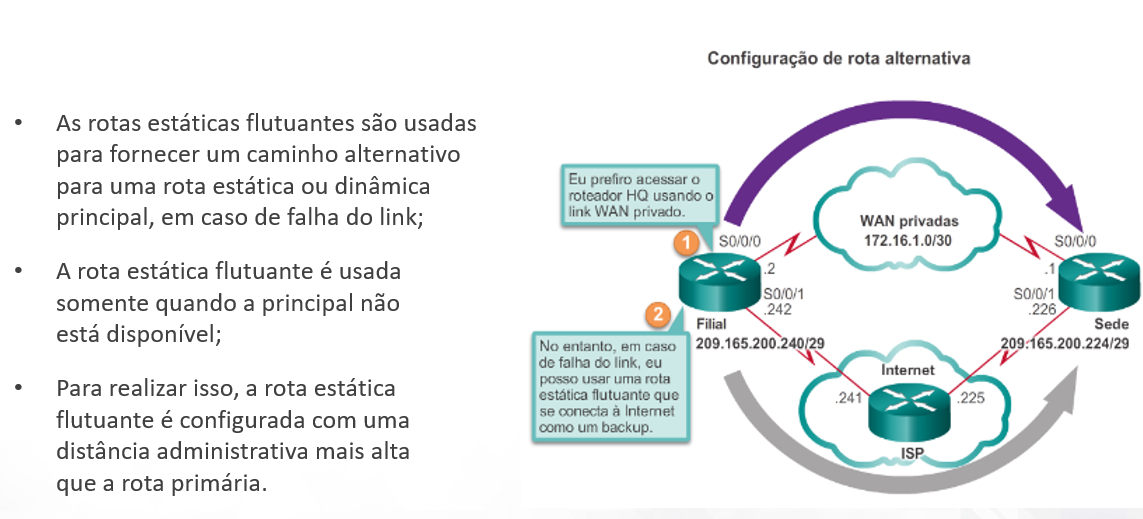 • As rotas estáticas flutuantes são usadas
para fornecer um caminho alternativo
para uma rota estática ou dinâmica
principal, em caso de falha do link;
• A rota estática flutuante é usada
somente quando a principal não
está disponível;
• Para realizar isso, a rota estática
flutuante é configurada com uma
distância administrativa mais alta
que a rota primária.
Configuração de rota alternativa
Eu prefiro acessar o
roteador HQ usando o
link WAN privado.
1
S0/0/0
WAN privadas
172.16.1.0/30
S0/0/0
.2
.1
S0/0/1
.242
S0/0/1
.226
2
Filial
Sede
209.165.200.240/29
209.165.200.224/29
No entanto, em caso
de falha do link, eu
posso usar uma rota
estática flutuante que
se conecta à Internet
como um backup.
Internet
.241
.225
ISP